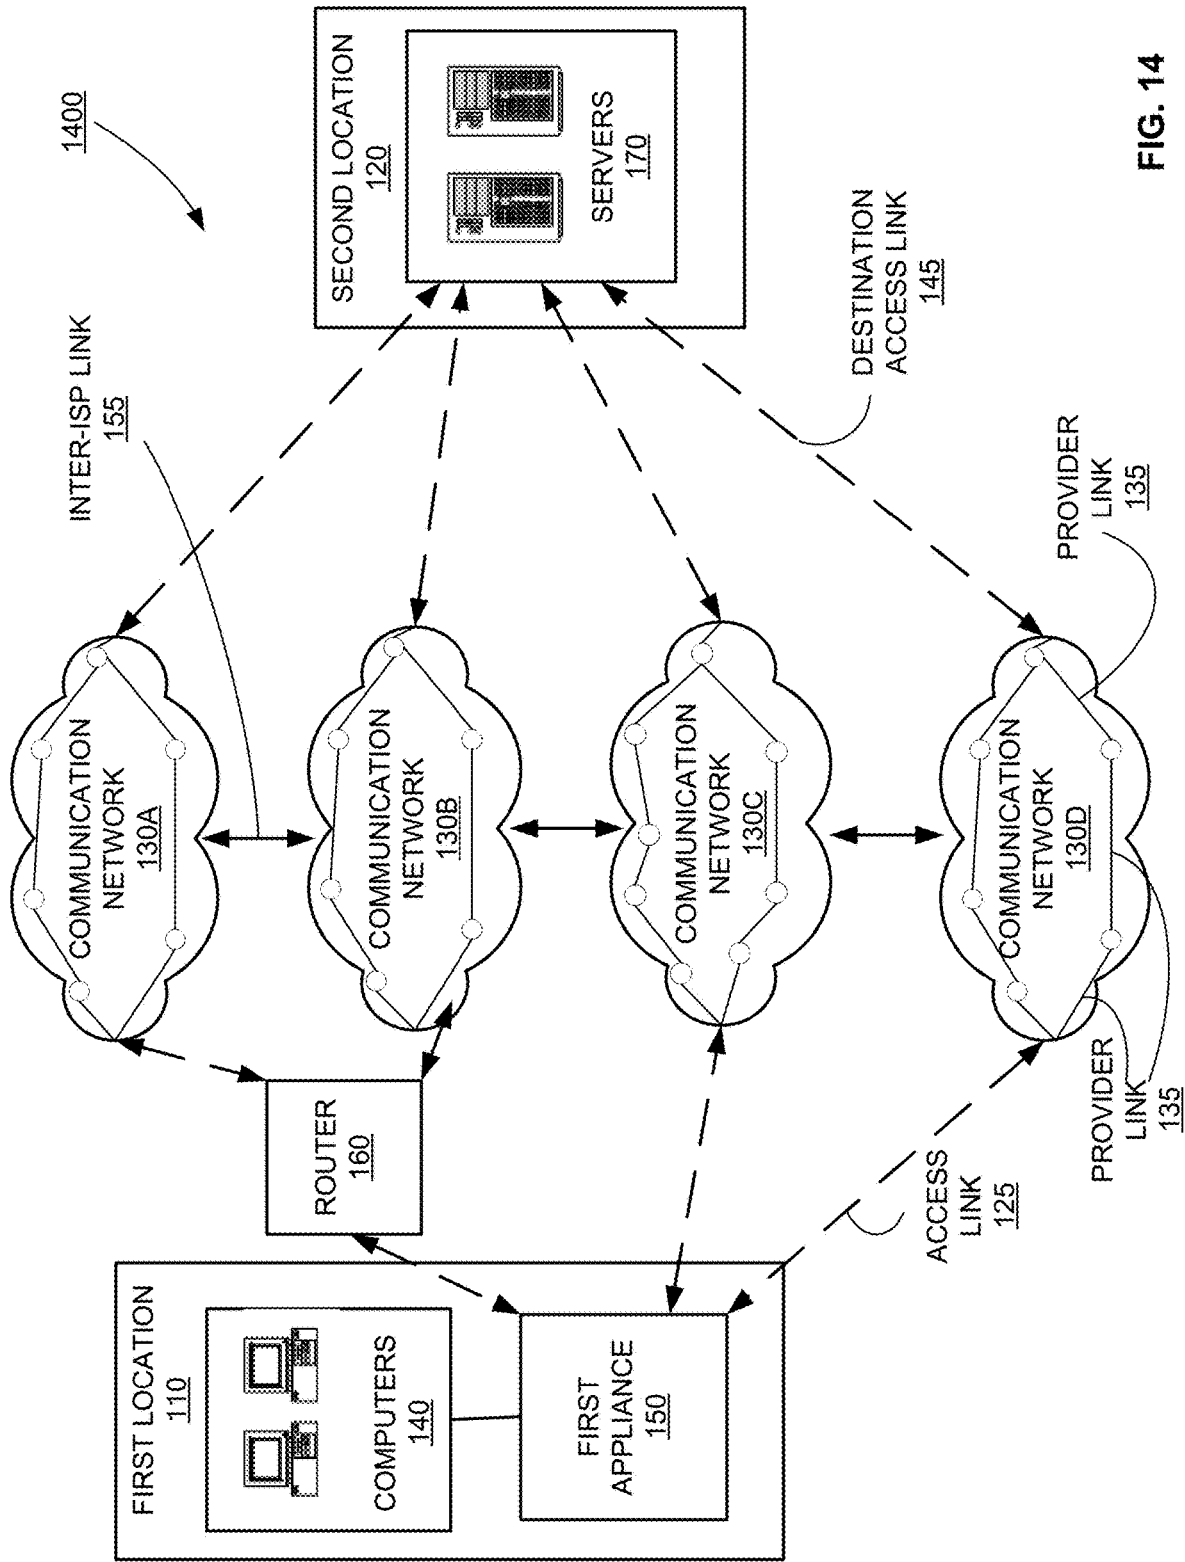 1400
SECOND LOCATION
120
SERVERS
170
INTER-ISP LINK
155
DESTINATION
ACCESS LINK
145
PROVIDER
LINK
135
COMMUNICATION
NETWORK
130A
COMMUNICATION
NETWORK
130B
COMMUNICATION
NETWORK
130C
COMMUNICATION
NETWORK
130D
ROUTER
160
PROVIDER
LINK
135
ACCESS
LINK
125
FIRST LOCATION
110
COMPUTERS
140
FIRST
APPLIANCE
150
FIG. 14